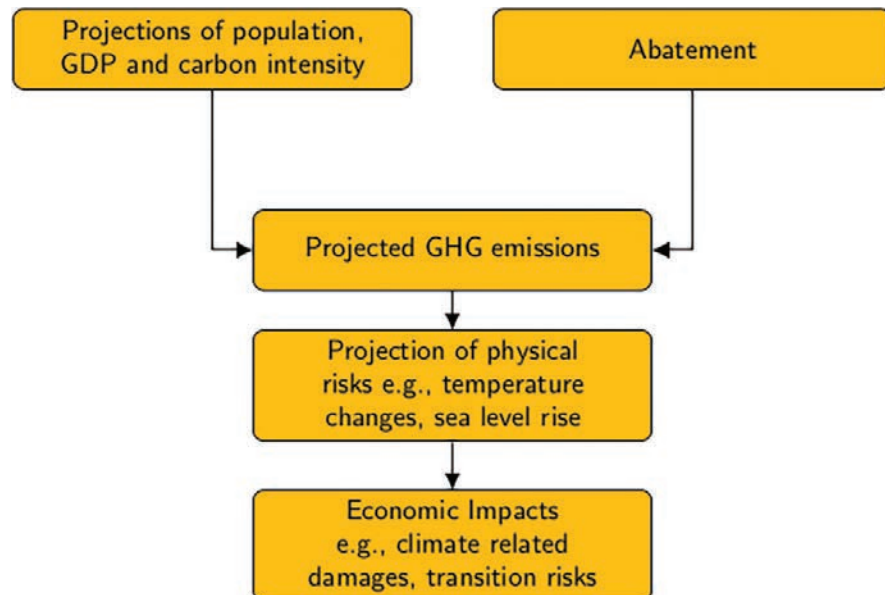 Projections of population,
GDP and carbon intensity
Abatement
Projected GHG emissions
Projection of physical
risks e.g., temperature
changes, sea level rise
Economic Impacts
e.g., climate related
damages, transition risks